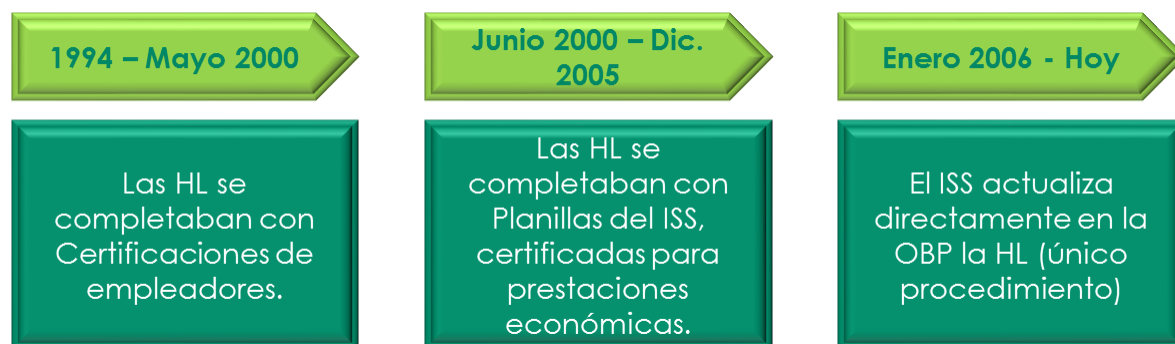 1994 – Mayo 2000
Las HL se
completaban con
Certificaciones de
empleadores.
Junio 2000 – Dic.
2005
Las HL se
completaban con
Planillas del ISS,
certificadas para
prestaciones
económicas.
Enero 2006 - Hoy
El ISS actualiza
directamente en la
OBP la HL (único
procedimiento)